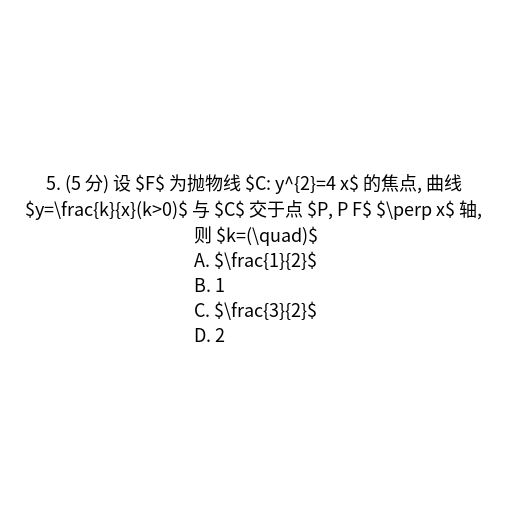 5. (5 分) 设 $F$ 为抛物线 $C: y^{2}=4 x$ 的焦点, 曲线
$y=\frac{k}{x}(k>0)$ 与 $C$ 交于点 $P, P F$ $\perp x$ 轴,
则 $k=(\quad)$
A. $\frac{1}{2}$
B. 1
C. $\frac{3}{2}$
D. 2